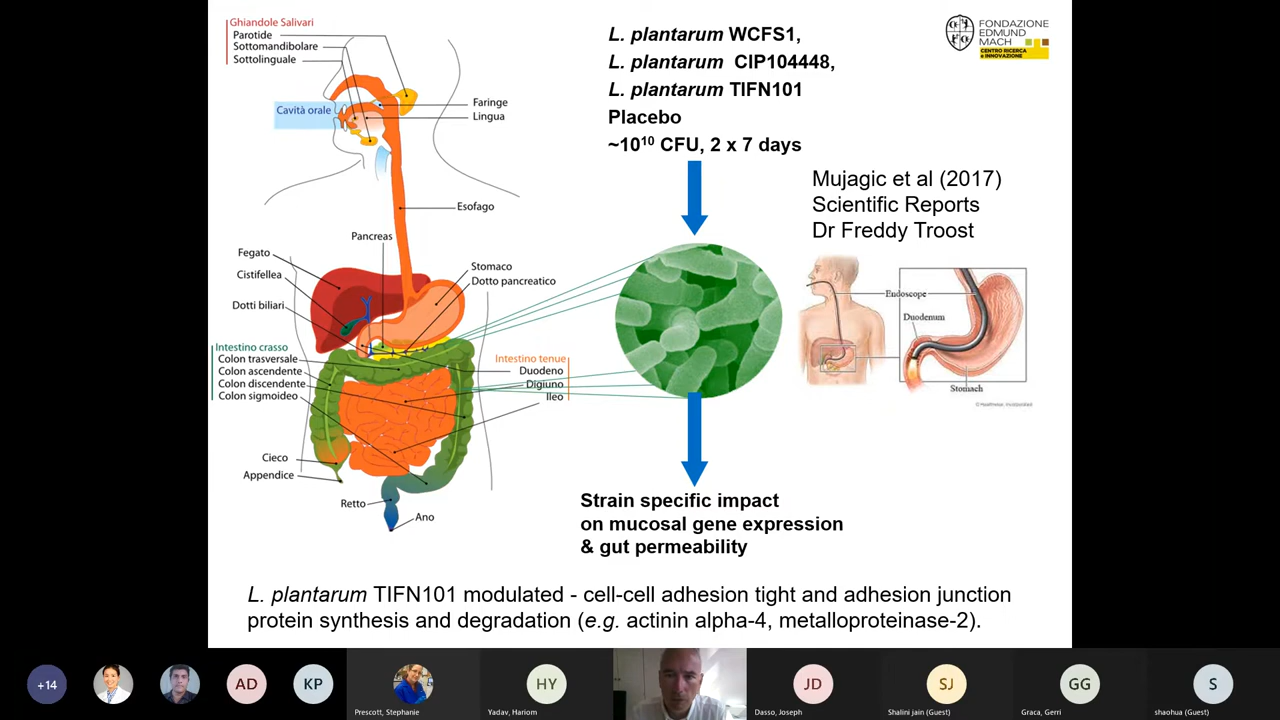 Ghiandole Salivari
Parotide
Sottomandibolare
Sottolinguale
Cavità orale
Faringe
Lingua
Esofago
Pancreas
Fegato
Cistifellea
Dotti biliari
Stomaco
Dotto pancreatico
Intestino crasso
Colon trasversale
Colon ascendente
Colon discendente
Colon sigmoideo
Intestino tenue
Duodeno
Digiuno
Ileo
Cieco
Appendice
Retto
Ano
L. plantarum WCFS1,
L. plantarum CIP104448,
L. plantarum TIFN101
Placebo
~10¹⁰ CFU, 2 x 7 days
FONDAZIONE
EDMUND
MACH
CENTRO RICERCA
e INNOVAZIONE
Mujagic et al (2017)
Scientific Reports
Dr Freddy Troost
Endoscope
Duodenum
Stomach
© Healthwise, Incorporated
Strain specific impact
on mucosal gene expression
& gut permeability
L. plantarum TIFN101 modulated - cell-cell adhesion tight and adhesion junction
protein synthesis and degradation (e.g. actinin alpha-4, metalloproteinase-2).
+14
AD
KP
Prescott, Stephanie
HY
Yadav, Hariom
JD
Dasso, Joseph
SJ
Shalini jain (Guest)
GG
Graca, Gerri
S
shaohua (Guest)